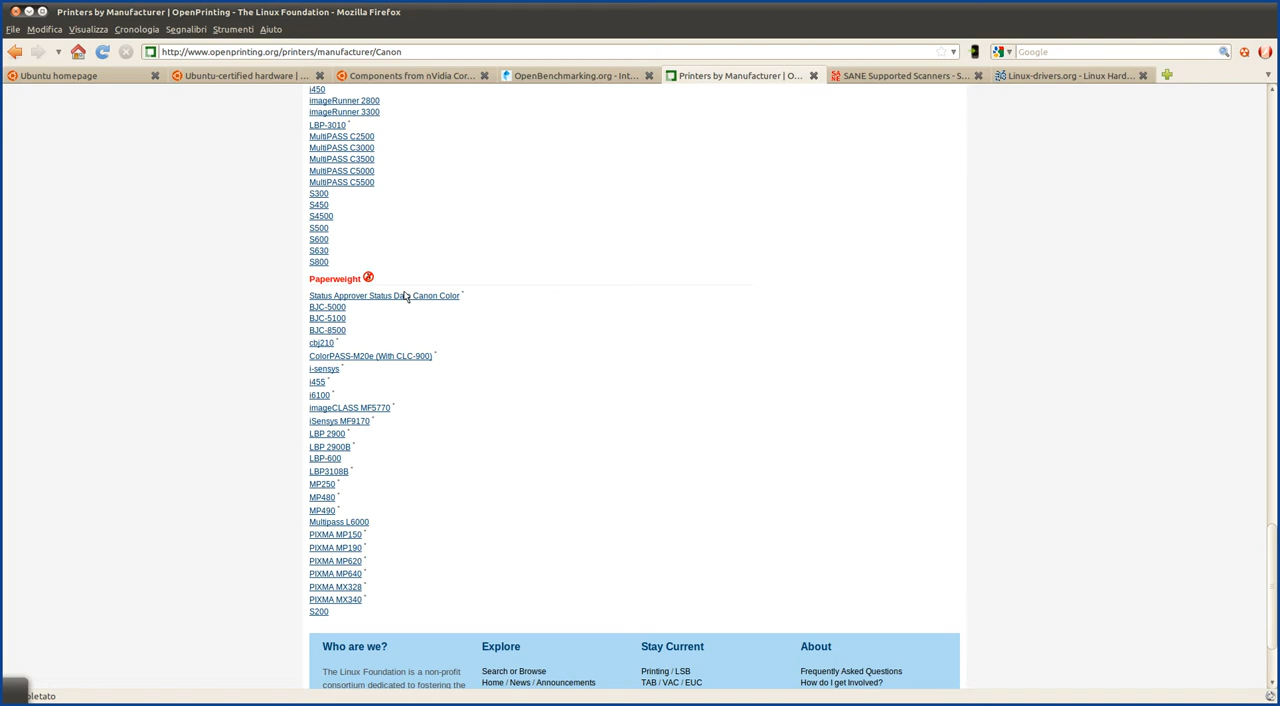 Printers by Manufacturer | OpenPrinting - The Linux Foundation - Mozilla Firefox
File Modifica Visualizza Cronologia Segnalibri Strumenti Aiuto
http://www.openprinting.org/printers/manufacturer/Canon
Google
Ubuntu homepage
Ubuntu-certified hardware | ...
Components from nVidia Cor...
OpenBenchmarking.org - Int...
Printers by Manufacturer | O...
SANE Supported Scanners - S...
Linux-drivers.org - Linux Hard...
i450
imageRunner 2800
imageRunner 3300
LBP-3010 *
MultiPASS C2500
MultiPASS C3000
MultiPASS C3500
MultiPASS C5000
MultiPASS C5500
S300
S450
S4500
S500
S600
S630
S800
Paperweight
Status Approver Status Canon Color *
BJC-5000
BJC-5100
BJC-8500
cbj210 *
ColorPASS-M20e (With CLC-900) *
i-sensys *
i455 *
i6100 *
imageCLASS MF5770 *
iSensys MF9170 *
LBP 2900 *
LBP 2900B *
LBP-600
LBP3108B *
MP250 *
MP480 *
MP490 *
Multipass L6000
PIXMA MP150 *
PIXMA MP190 *
PIXMA MP620 *
PIXMA MP640 *
PIXMA MX328 *
PIXMA MX340 *
S200
Who are we? Explore Stay Current About
The Linux Foundation is a non-profit Search or Browse Printing / LSB Frequently Asked Questions
consortium dedicated to fostering the Home / News / Announcements TAB / VAC / EUC How do I get Involved?
pletato